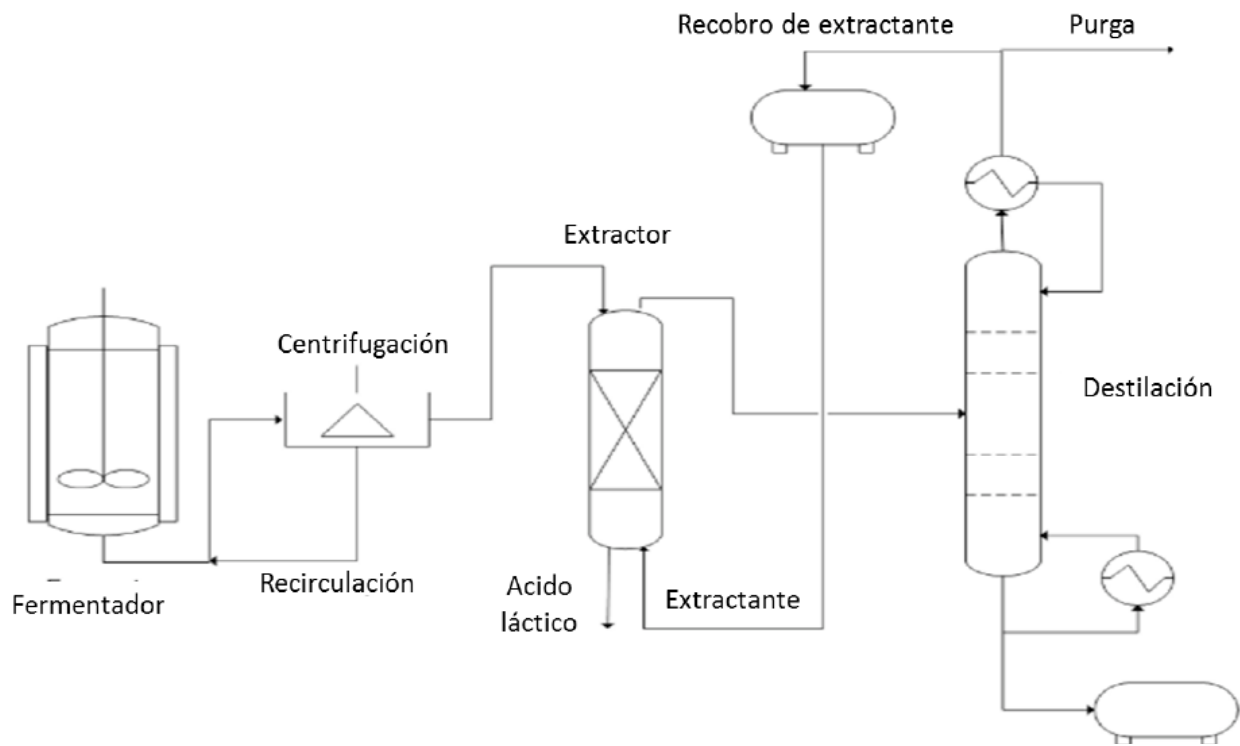 Recobro de extractante
Purga
Extractor
Centrifugación
Destilación
Recirculación
Fermentador
Acido
láctico
Extractante